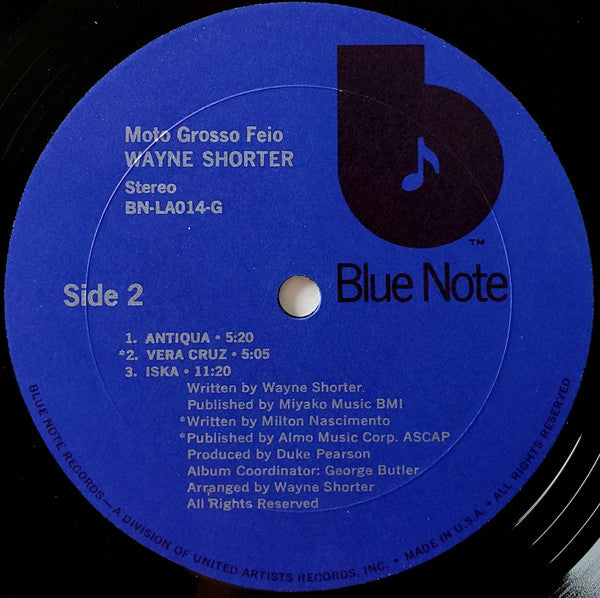 Moto Grosso Feio
WAYNE SHORTER
Stereo
BN-LA014-G
b
TM
Blue Note
Side 2
1. ANTIQUA • 5:20
*2. VERA CRUZ • 5:05
3. ISKA • 11:20
Written by Wayne Shorter.
Published by Miyako Music BMI
*Written by Milton Nascimento
*Published by Almo Music Corp. ASCAP
Produced by Duke Pearson
Album Coordinator: George Butler
Arranged by Wayne Shorter
All Rights Reserved
BLUE NOTE RECORDS—A DIVISION OF UNITED ARTISTS RECORDS, INC. • MADE IN U.S.A. • ALL RIGHTS RESERVED